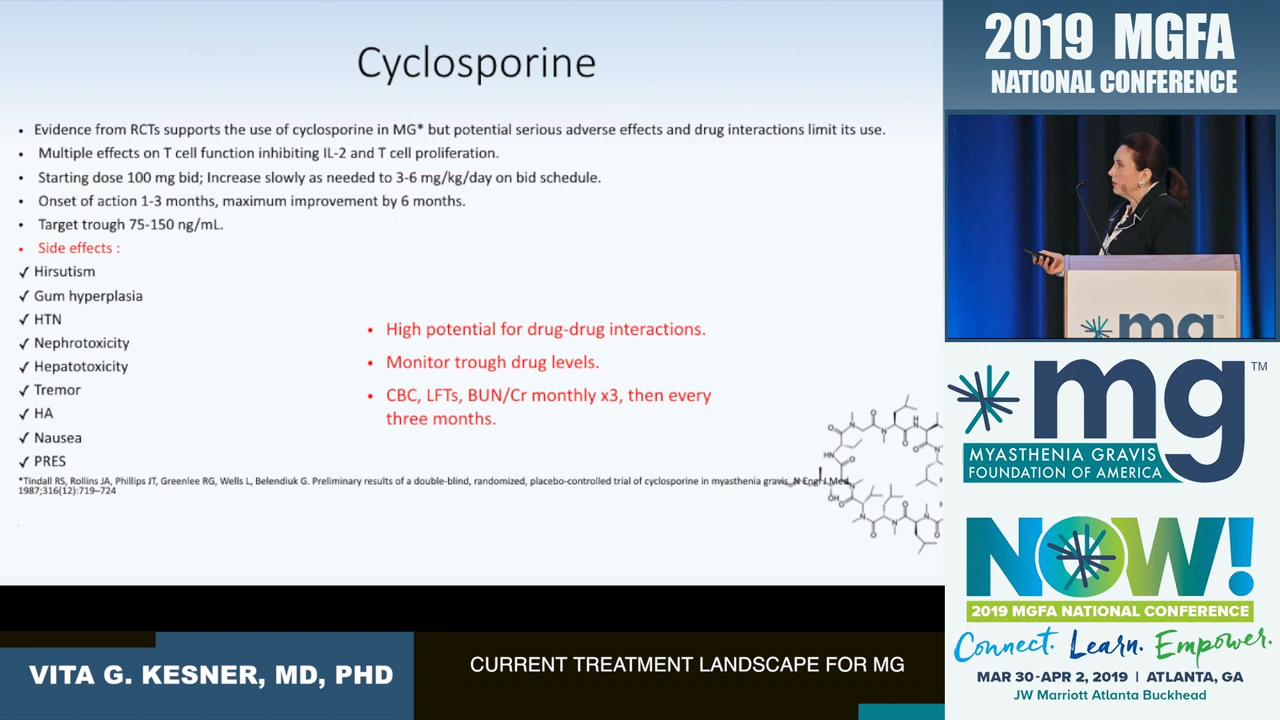 Cyclosporine
• Evidence from RCTs supports the use of cyclosporine in MG* but potential serious adverse effects and drug interactions limit its use.
• Multiple effects on T cell function inhibiting IL-2 and T cell proliferation.
• Starting dose 100 mg bid; Increase slowly as needed to 3-6 mg/kg/day on bid schedule.
• Onset of action 1-3 months, maximum improvement by 6 months.
• Target trough 75-150 ng/mL.
• Side effects :
✓ Hirsutism
✓ Gum hyperplasia
✓ HTN
✓ Nephrotoxicity
✓ Hepatotoxicity
✓ Tremor
✓ HA
✓ Nausea
✓ PRES
• High potential for drug-drug interactions.
• Monitor trough drug levels.
• CBC, LFTs, BUN/Cr monthly x3, then every
three months.
*Tindall RS, Rollins JA, Phillips JT, Greenlee RG, Wells L, Belendiuk G. Preliminary results of a double-blind, randomized, placebo-controlled trial of cyclosporine in myasthenia gravis. N Engl J Med.
1987;316(12):719–724
HN
OH
VITA G. KESNER, MD, PHD
CURRENT TREATMENT LANDSCAPE FOR MG
2019 MGFA
NATIONAL CONFERENCE
mg
mg™
MYASTHENIA GRAVIS
FOUNDATION OF AMERICA
NOW!
2019 MGFA NATIONAL CONFERENCE
Connect. Learn. Empower.
MAR 30-APR 2, 2019 | ATLANTA, GA
JW Marriott Atlanta Buckhead